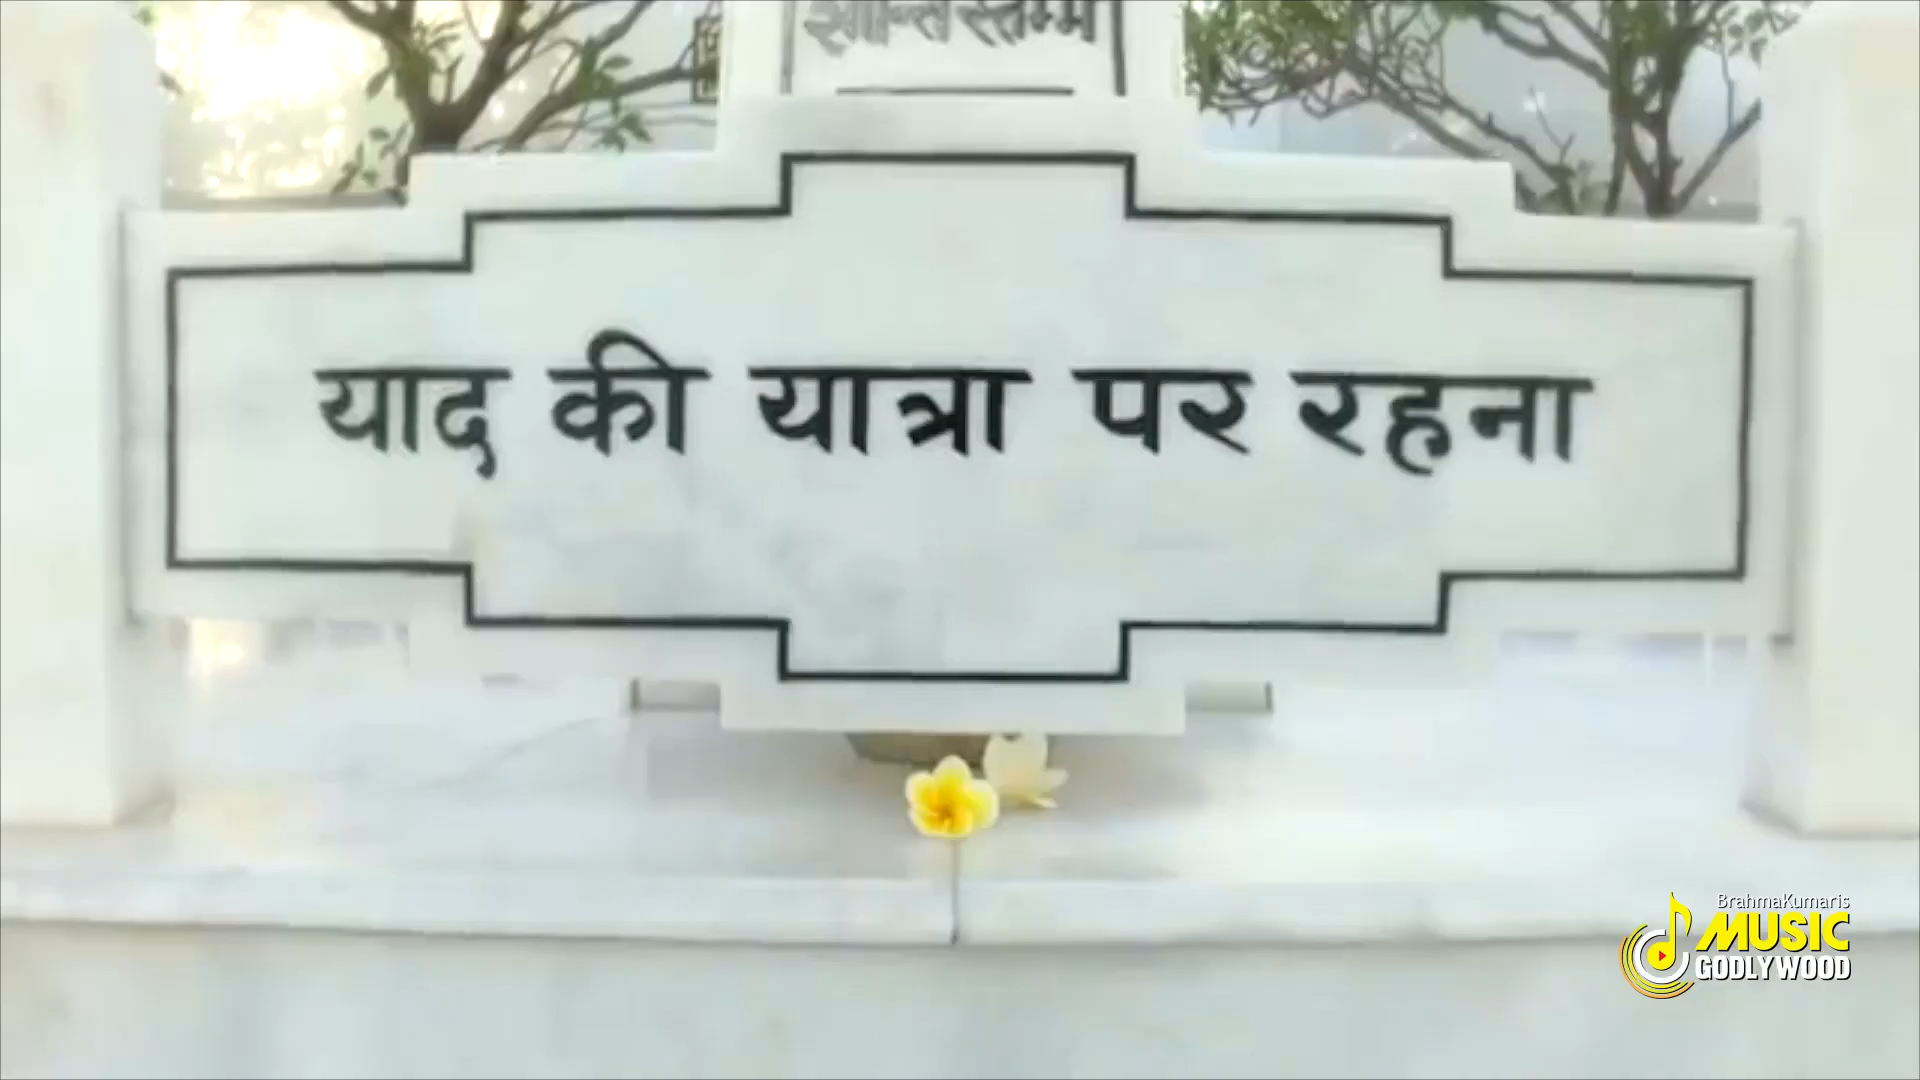 शान्ति स्तम्भ
याद की यात्रा पर रहना
BrahmaKumaris
MUSIC
GODLYWOOD